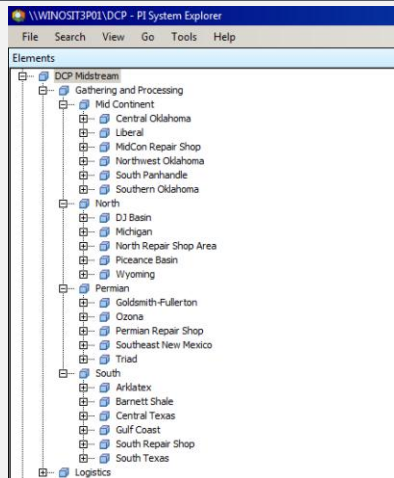 \\WINOSIT3P01\DCP - PI System Explorer
File Search View Go Tools Help
Elements
DCP Midstream
Gathering and Processing
Mid Continent
Central Oklahoma
Liberal
MidCon Repair Shop
Northwest Oklahoma
South Panhandle
Southern Oklahoma
North
DJ Basin
Michigan
North Repair Shop Area
Piceance Basin
Wyoming
Permian
Goldsmith-Fullerton
Ozona
Permian Repair Shop
Southeast New Mexico
Triad
South
Arklatex
Barnett Shale
Central Texas
Gulf Coast
South Repair Shop
South Texas
Logistics